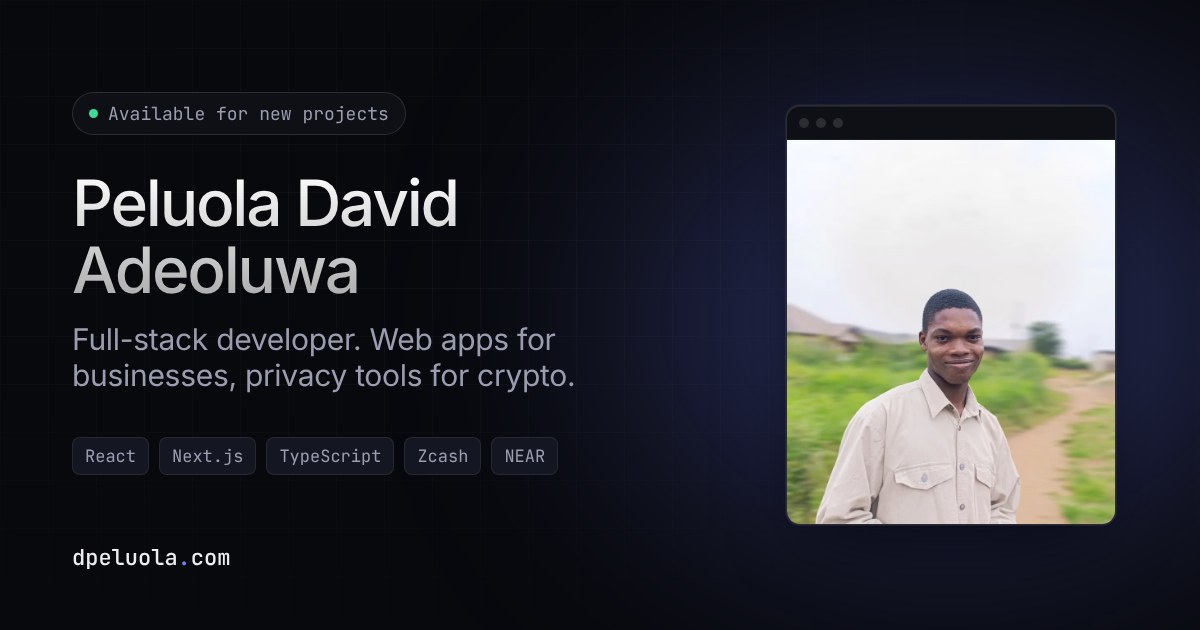 Available for new projects
Peluola David
Adeoluwa
Full-stack developer. Web apps for
businesses, privacy tools for crypto.
React Next.js TypeScript Zcash NEAR
dpeluola.com